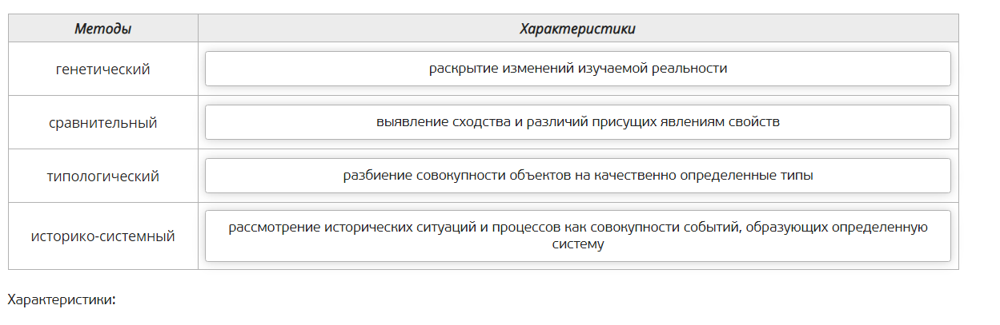 Методы Характеристики
генетический раскрытие изменений изучаемой реальности
сравнительный выявление сходства и различий присущих явлениям свойств
типологический разбиение совокупности объектов на качественно определенные типы
историко-системный рассмотрение исторических ситуаций и процессов как совокупности событий, образующих определенную
систему
Характеристики: